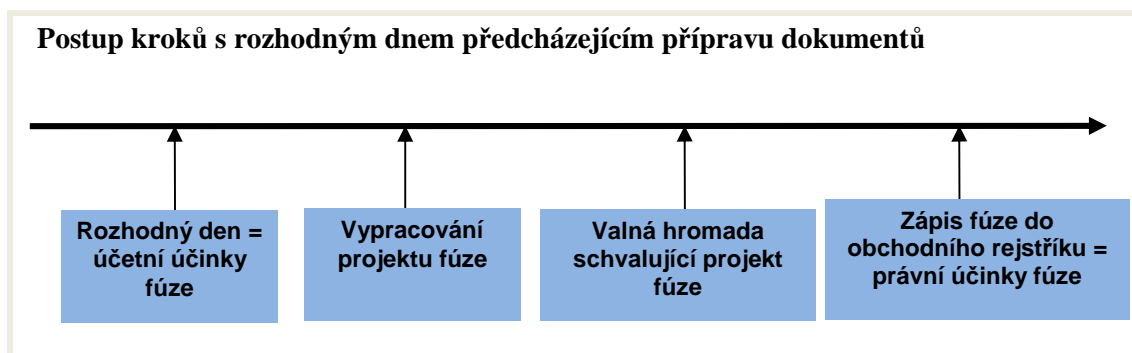 Postup kroků s rozhodným dnem předcházejícím přípravu dokumentů
Rozhodný den =
účetní účinky
fúze
Vypracování
projektu fúze
Valná hromada
schvalující projekt
fúze
Zápis fúze do
obchodního rejstříku =
právní účinky fúze